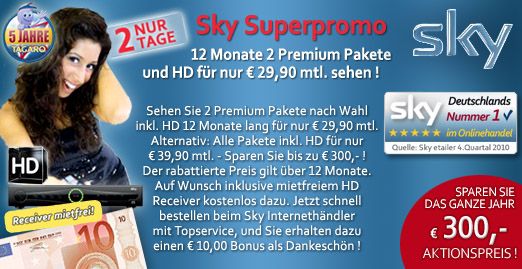 5 JAHRE
TAGARO
2 NUR
TAGE
Sky Superpromo
12 Monate 2 Premium Pakete
und HD für nur € 29,90 mtl. sehen !
sky
Sehen Sie 2 Premium Pakete nach Wahl
inkl. HD 12 Monate lang für nur € 29,90 mtl.
Alternativ: Alle Pakete inkl. HD für nur
€ 39,90 mtl. - Sparen Sie bis zu € 300,- !
Der rabattierte Preis gilt über 12 Monate.
Auf Wunsch inklusive mietfreiem HD
Receiver kostenlos dazu. Jetzt schnell
bestellen beim Sky Internethändler
mit Topservice, und Sie erhalten dazu
einen € 10,00 Bonus als Dankeschön !
sky
Deutschlands
Nummer 1
im Onlinehandel
Quelle: Sky etailer 4.Quartal 2010
HD
Receiver mietfrei!
10
SPAREN SIE
DAS GANZE JAHR
€ 300,-
AKTIONSPREIS !